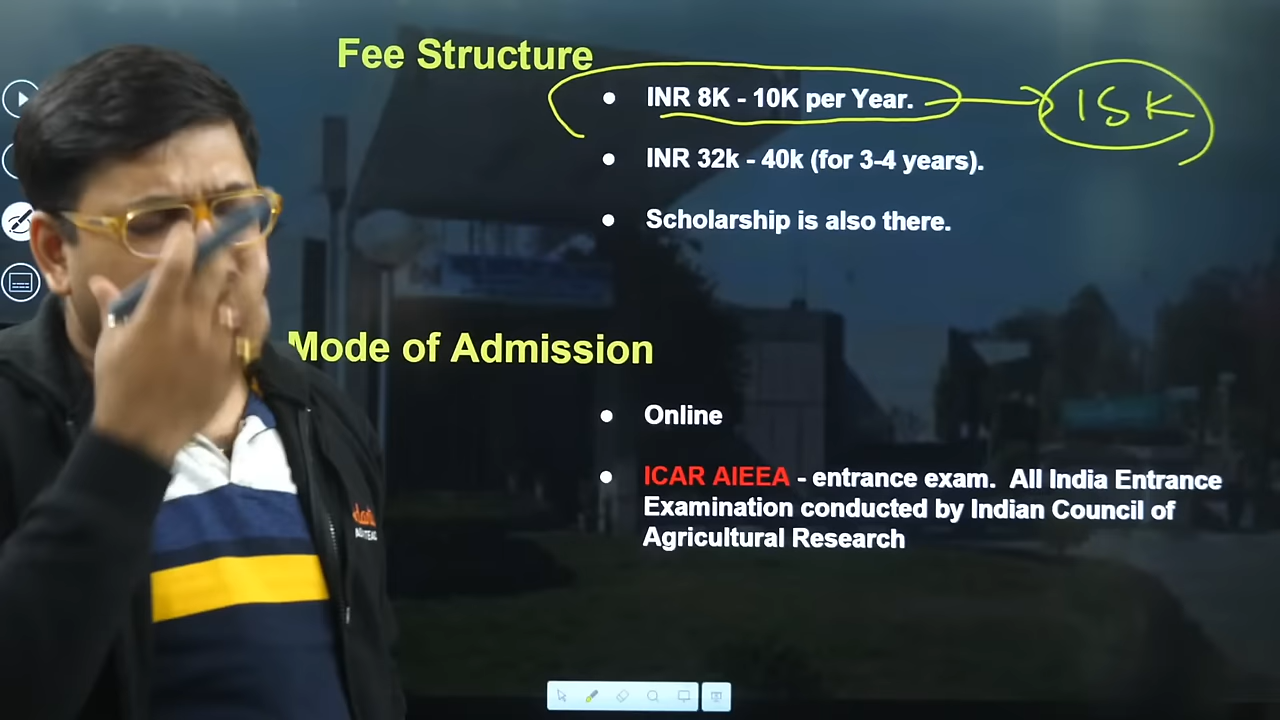 Fee Structure
● INR 8K - 10K per Year.
15K
● INR 32k - 40k (for 3-4 years).
● Scholarship is also there.
Mode of Admission
● Online
● ICAR AIEEA - entrance exam. All India Entrance
Examination conducted by Indian Council of
Agricultural Research